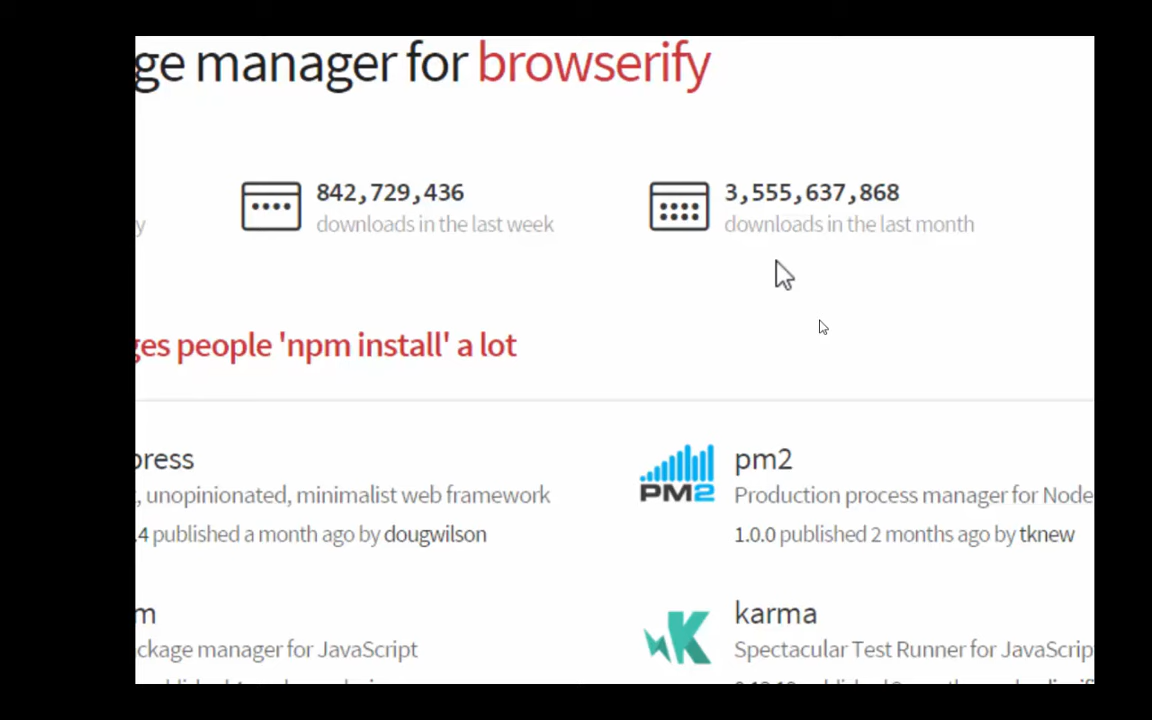 ge manager for browserify
842,729,436
downloads in the last week
3,555,637,868
downloads in the last month
y
ges people 'npm install' a lot
press
, unopinionated, minimalist web framework
.4 published a month ago by dougwilson
PM2
pm2
Production process manager for Node
1.0.0 published 2 months ago by tknew
m
ckage manager for JavaScript
K
karma
Spectacular Test Runner for JavaScrip